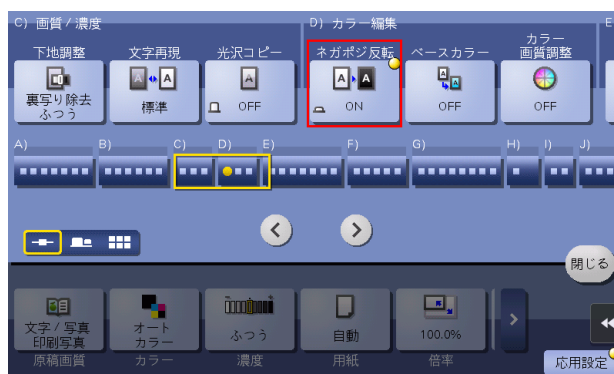 C) 画質 / 濃度
D) カラー編集
E
下地調整
文字再現
光沢コピー
ネガポジ反転
ベースカラー
カラー
画質調整
A A
A
A A
A
A
裏写り除去
ふつう
標準
OFF
ON
OFF
OFF
A)
B)
C)
D)
E)
F)
G)
H)
I)
J)
閉じる
文字 / 写真
印刷写真
オート
カラー
ふつう
自動
100.0%
原稿画質
カラー
濃度
用紙
倍率
応用設定